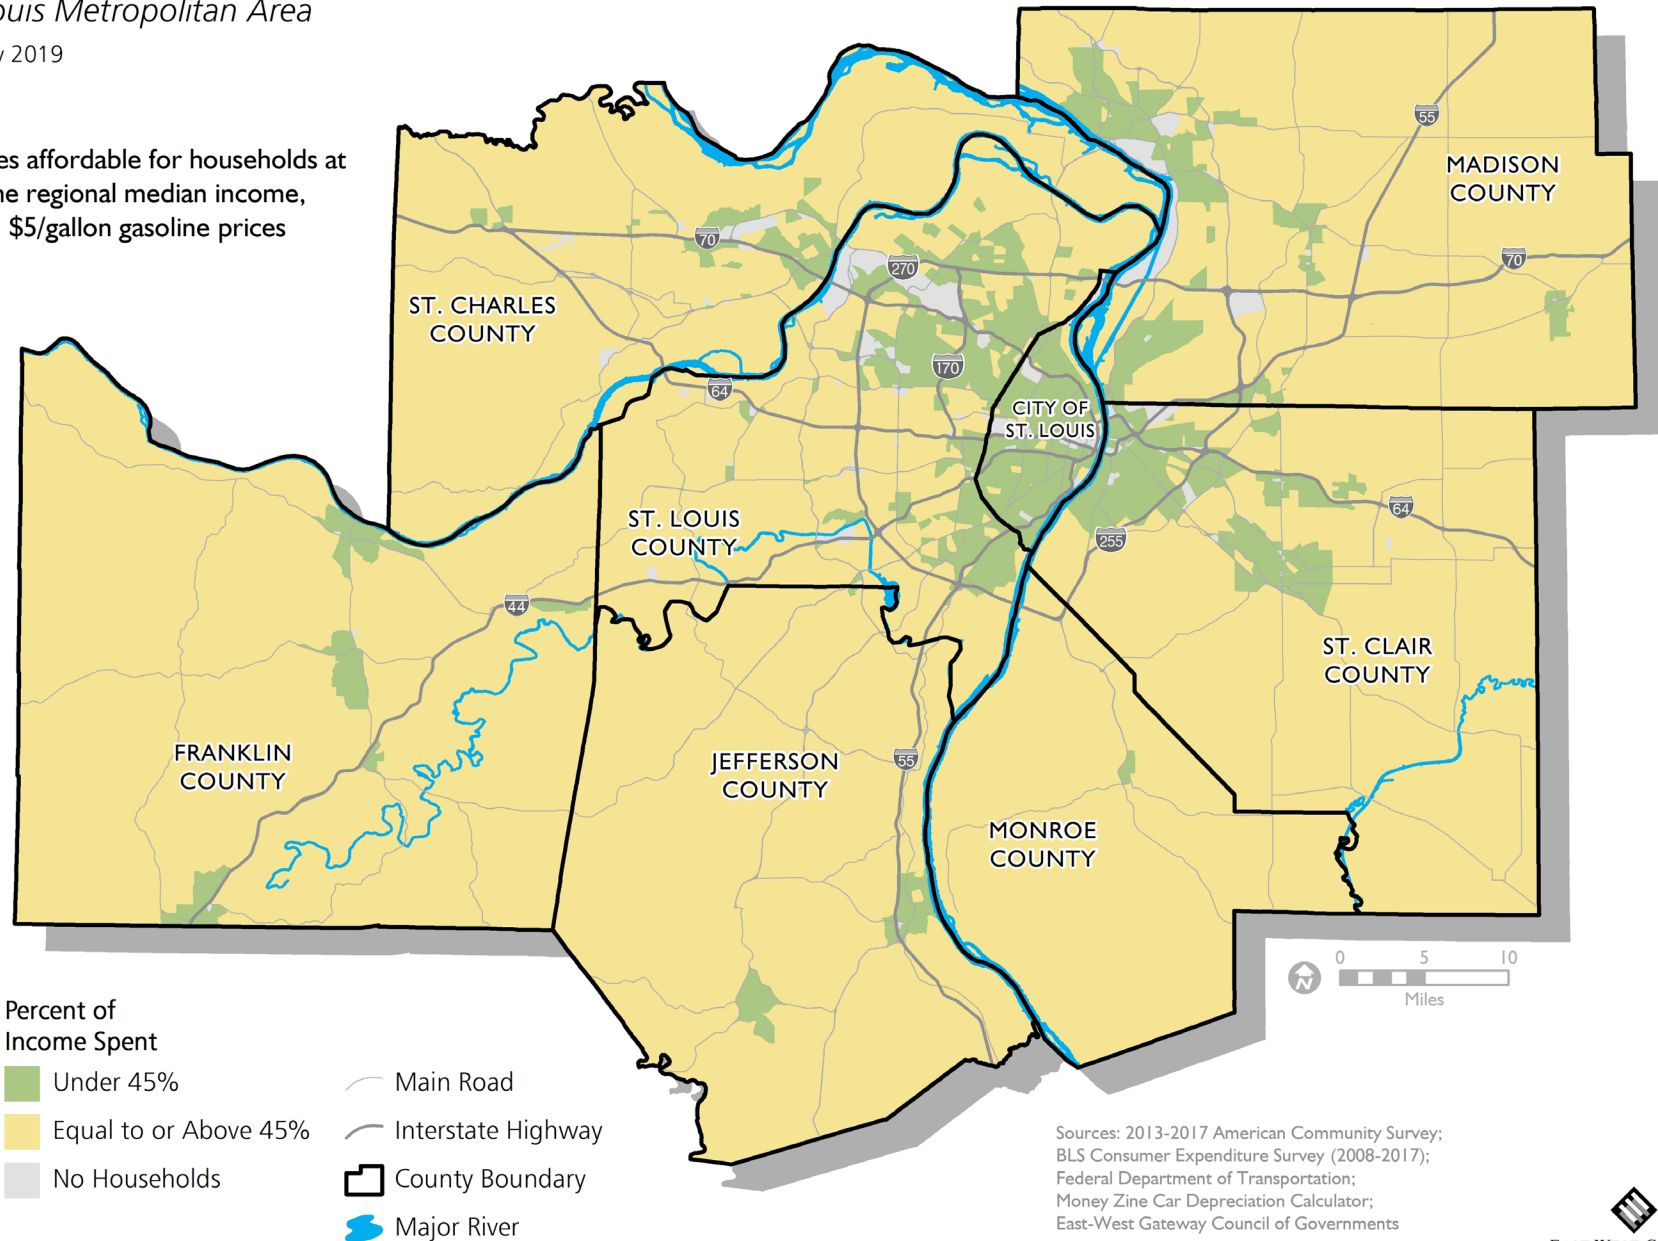 ouis Metropolitan Area
2019
es affordable for households at
ne regional median income,
$5/gallon gasoline prices
55
MADISON
COUNTY
70
70
270
ST. CHARLES
COUNTY
170
64
CITY OF
ST. LOUIS
64
ST. LOUIS
COUNTY
255
44
ST. CLAIR
COUNTY
FRANKLIN
COUNTY
JEFFERSON
COUNTY
55
MONROE
COUNTY
N
0 5 10
Miles
Percent of
Income Spent
Under 45%
Equal to or Above 45%
No Households
Main Road
Interstate Highway
County Boundary
Major River
Sources: 2013-2017 American Community Survey;
BLS Consumer Expenditure Survey (2008-2017);
Federal Department of Transportation;
Money Zine Car Depreciation Calculator;
East-West Gateway Council of Governments